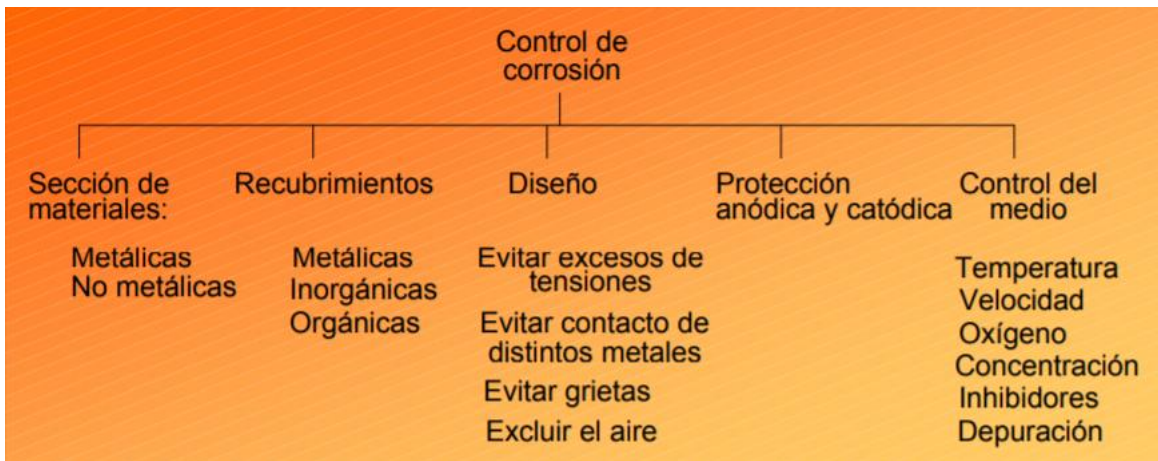 Control de
corrosión
Sección de
materiales:
Metálicas
No metálicas
Recubrimientos
Metálicas
Inorgánicas
Orgánicas
Diseño
Evitar excesos de
tensiones
Evitar contacto de
distintos metales
Evitar grietas
Excluir el aire
Protección
anódica y catódica
Control del
medio
Temperatura
Velocidad
Oxígeno
Concentración
Inhibidores
Depuración